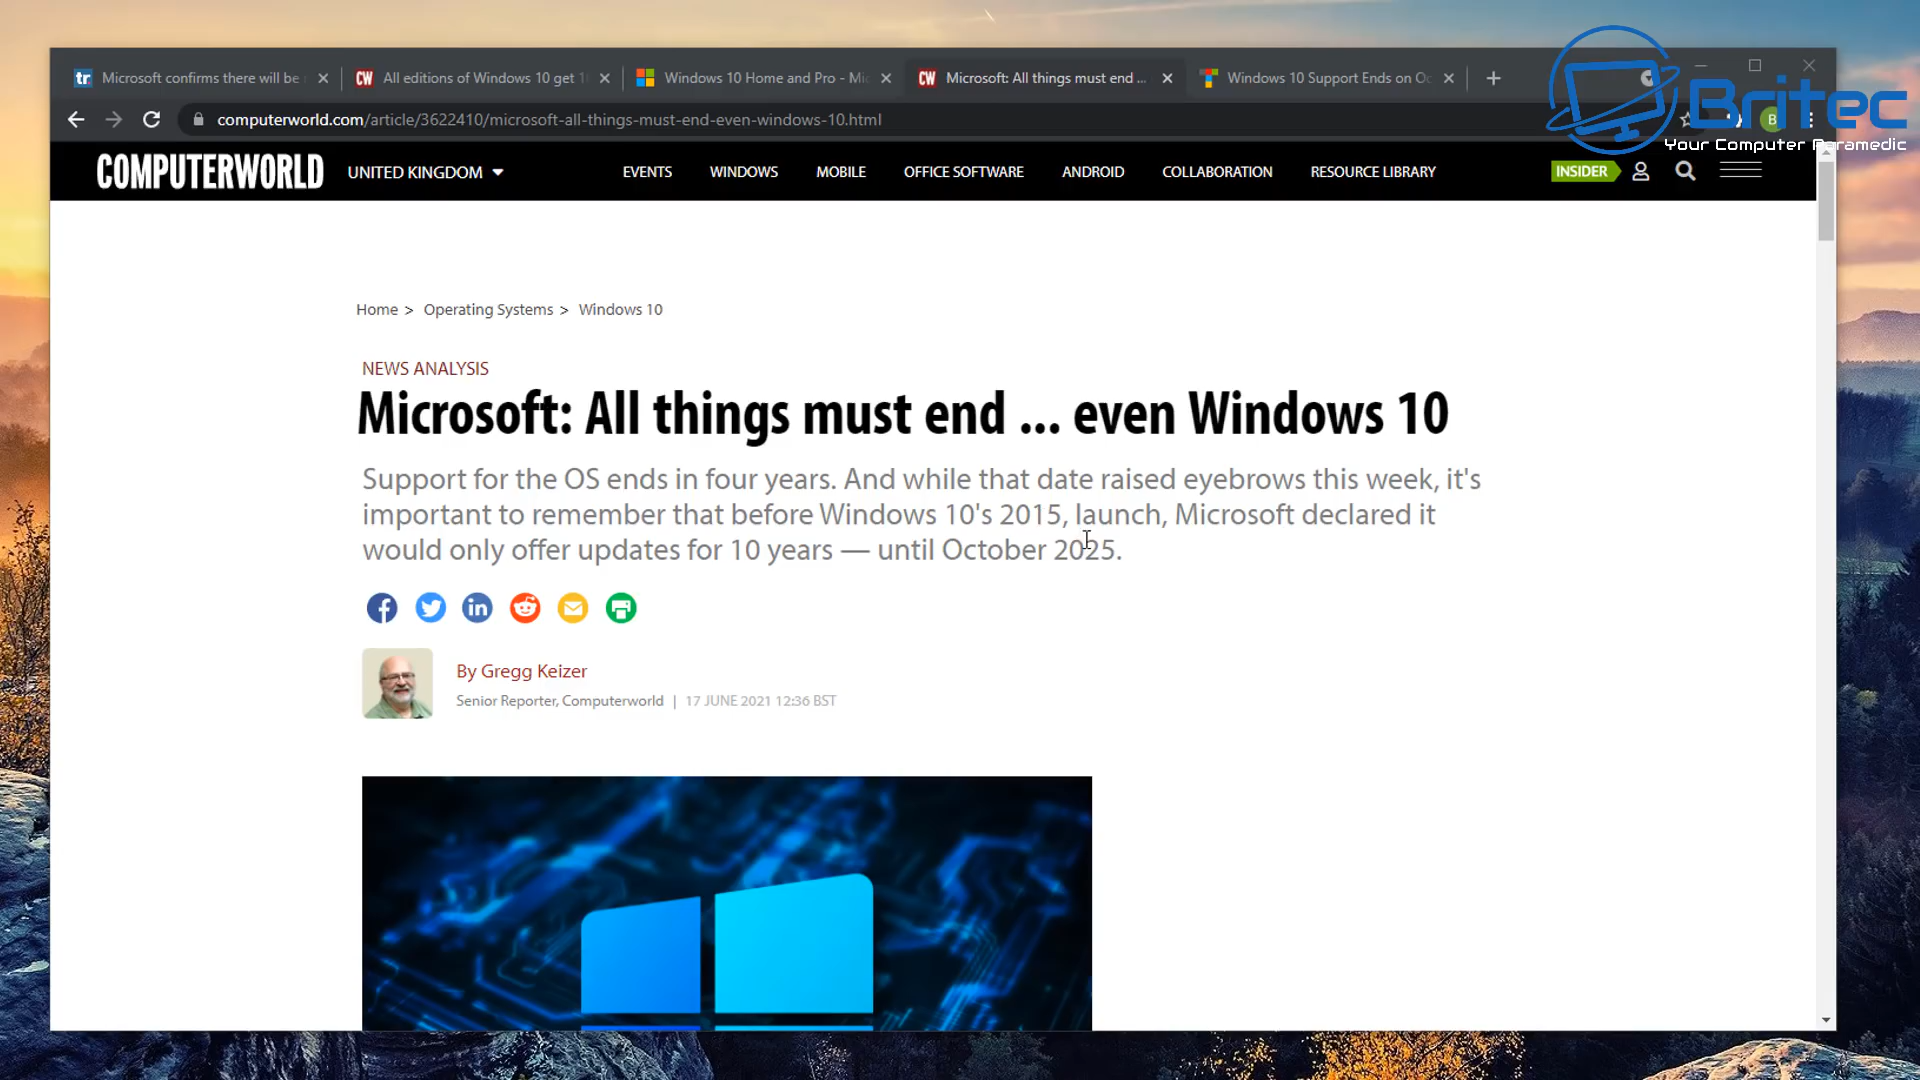 Microsoft confirms there will be
All editions of Windows 10 get 1
Windows 10 Home and Pro - Mic
Microsoft: All things must end ...
Windows 10 Support Ends on Oc
computerworld.com/article/3622410/microsoft-all-things-must-end-even-windows-10.html
B
Britec
Your Computer Paramedic
COMPUTERWORLD
UNITED KINGDOM
EVENTS
WINDOWS
MOBILE
OFFICE SOFTWARE
ANDROID
COLLABORATION
RESOURCE LIBRARY
INSIDER
Home > Operating Systems > Windows 10
NEWS ANALYSIS
Microsoft: All things must end ... even Windows 10
Support for the OS ends in four years. And while that date raised eyebrows this week, it's
important to remember that before Windows 10's 2015, launch, Microsoft declared it
would only offer updates for 10 years — until October 2025.
By Gregg Keizer
Senior Reporter, Computerworld | 17 JUNE 2021 12:36 BST